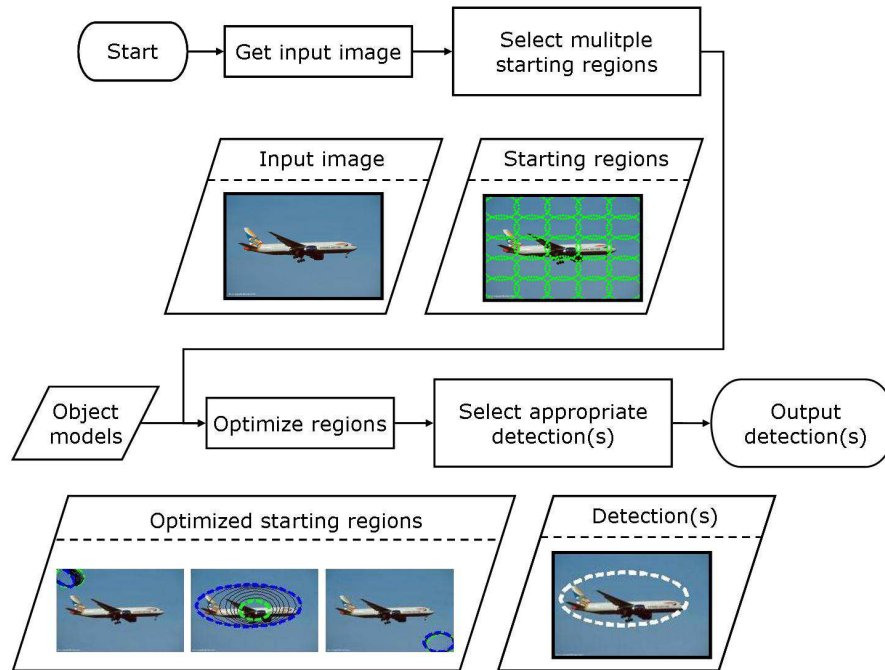 Start
Get input image
Select mulitple
starting regions
Input image
Starting regions
Object
models
Optimize regions
Select appropriate
detection(s)
Output
detection(s)
Optimized starting regions
Detection(s)